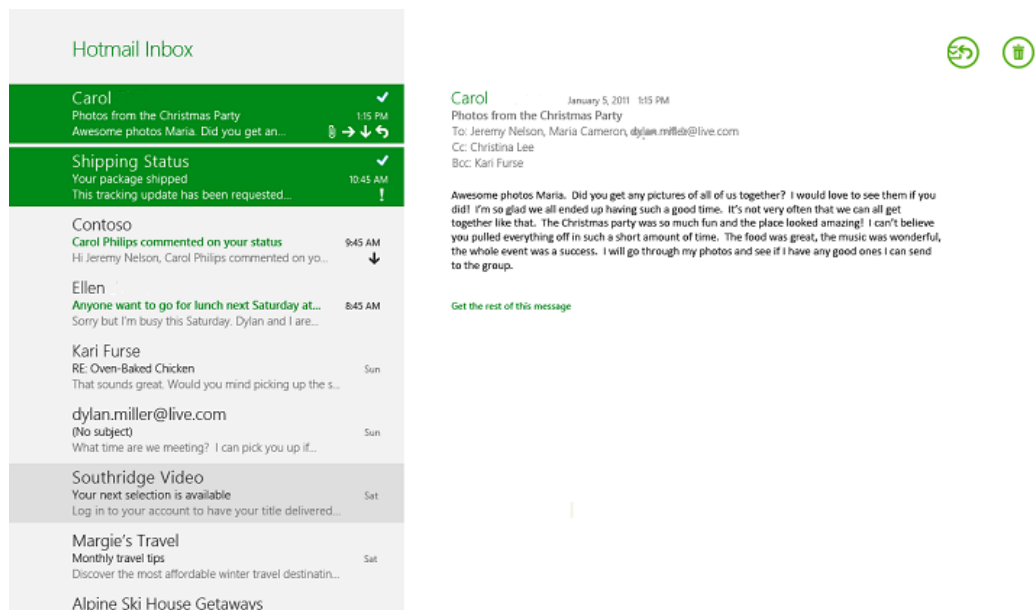 Hotmail Inbox
Carol
Photos from the Christmas Party 1:15 PM
Awesome photos Maria. Did you get an...
Shipping Status
Your package shipped 10:45 AM
This tracking update has been requested... !
Contoso
Carol Philips commented on your status 9:45 AM
Hi Jeremy Nelson, Carol Philips commented on yo...
Ellen
Anyone want to go for lunch next Saturday at... 8:45 AM
Sorry but I'm busy this Saturday. Dylan and I are...
Kari Furse
RE: Oven-Baked Chicken Sun
That sounds great. Would you mind picking up the s...
dylan.miller@live.com
(No subject) Sun
What time are we meeting? I can pick you up if...
Southridge Video
Your next selection is available Sat
Log in to your account to have your title delivered...
Margie's Travel
Monthly travel tips Sat
Discover the most affordable winter travel destinatin...
Alpine Ski House Getaways
Carol January 5, 2011 1:15 PM
Photos from the Christmas Party
To: Jeremy Nelson, Maria Cameron, dylan.miller@live.com
Cc: Christina Lee
Bcc: Kari Furse
Awesome photos Maria. Did you get any pictures of all of us together? I would love to see them if you
did! I'm so glad we all ended up having such a good time. It's not very often that we can all get
together like that. The Christmas party was so much fun and the place looked amazing! I can't believe
you pulled everything off in such a short amount of time. The food was great, the music was wonderful,
the whole event was a success. I will go through my photos and see if I have any good ones I can send
to the group.
Get the rest of this message